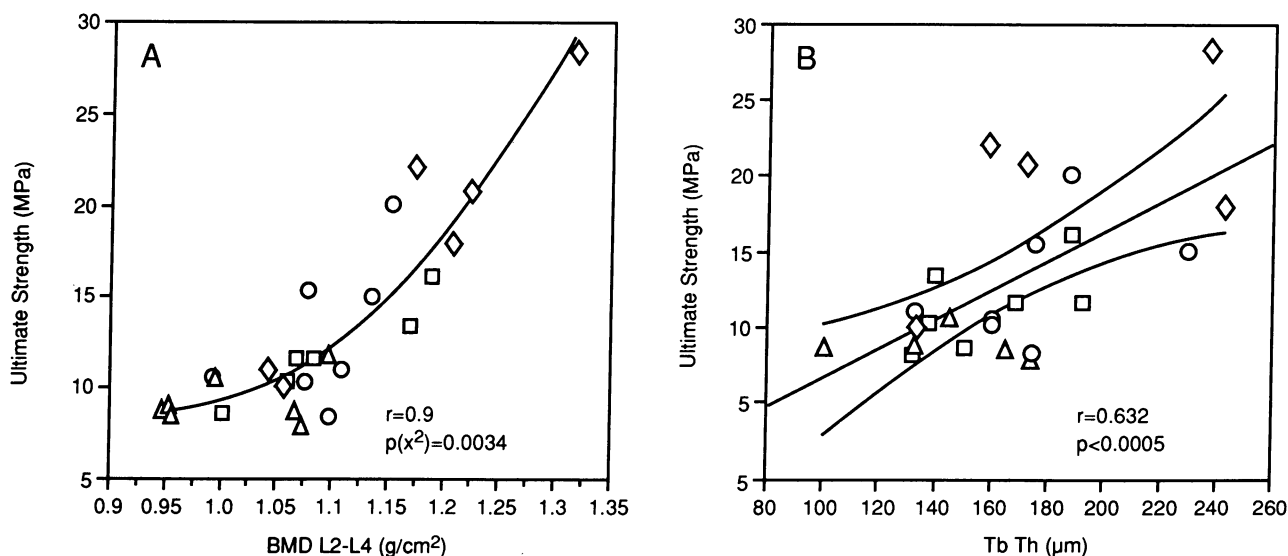 A
Ultimate Strength (MPa)
30
25
20
15
10
5
r=0.9
p(x²)=0.0034
0.9 0.95 1.0 1.05 1.1 1.15 1.2 1.25 1.3 1.35
BMD L2-L4 (g/cm²)
B
Ultimate Strength (MPa)
30
25
20
15
10
5
5
r=0.632
p<0.0005
80 100 120 140 160 180 200 220 240 260
Tb Th (µm)